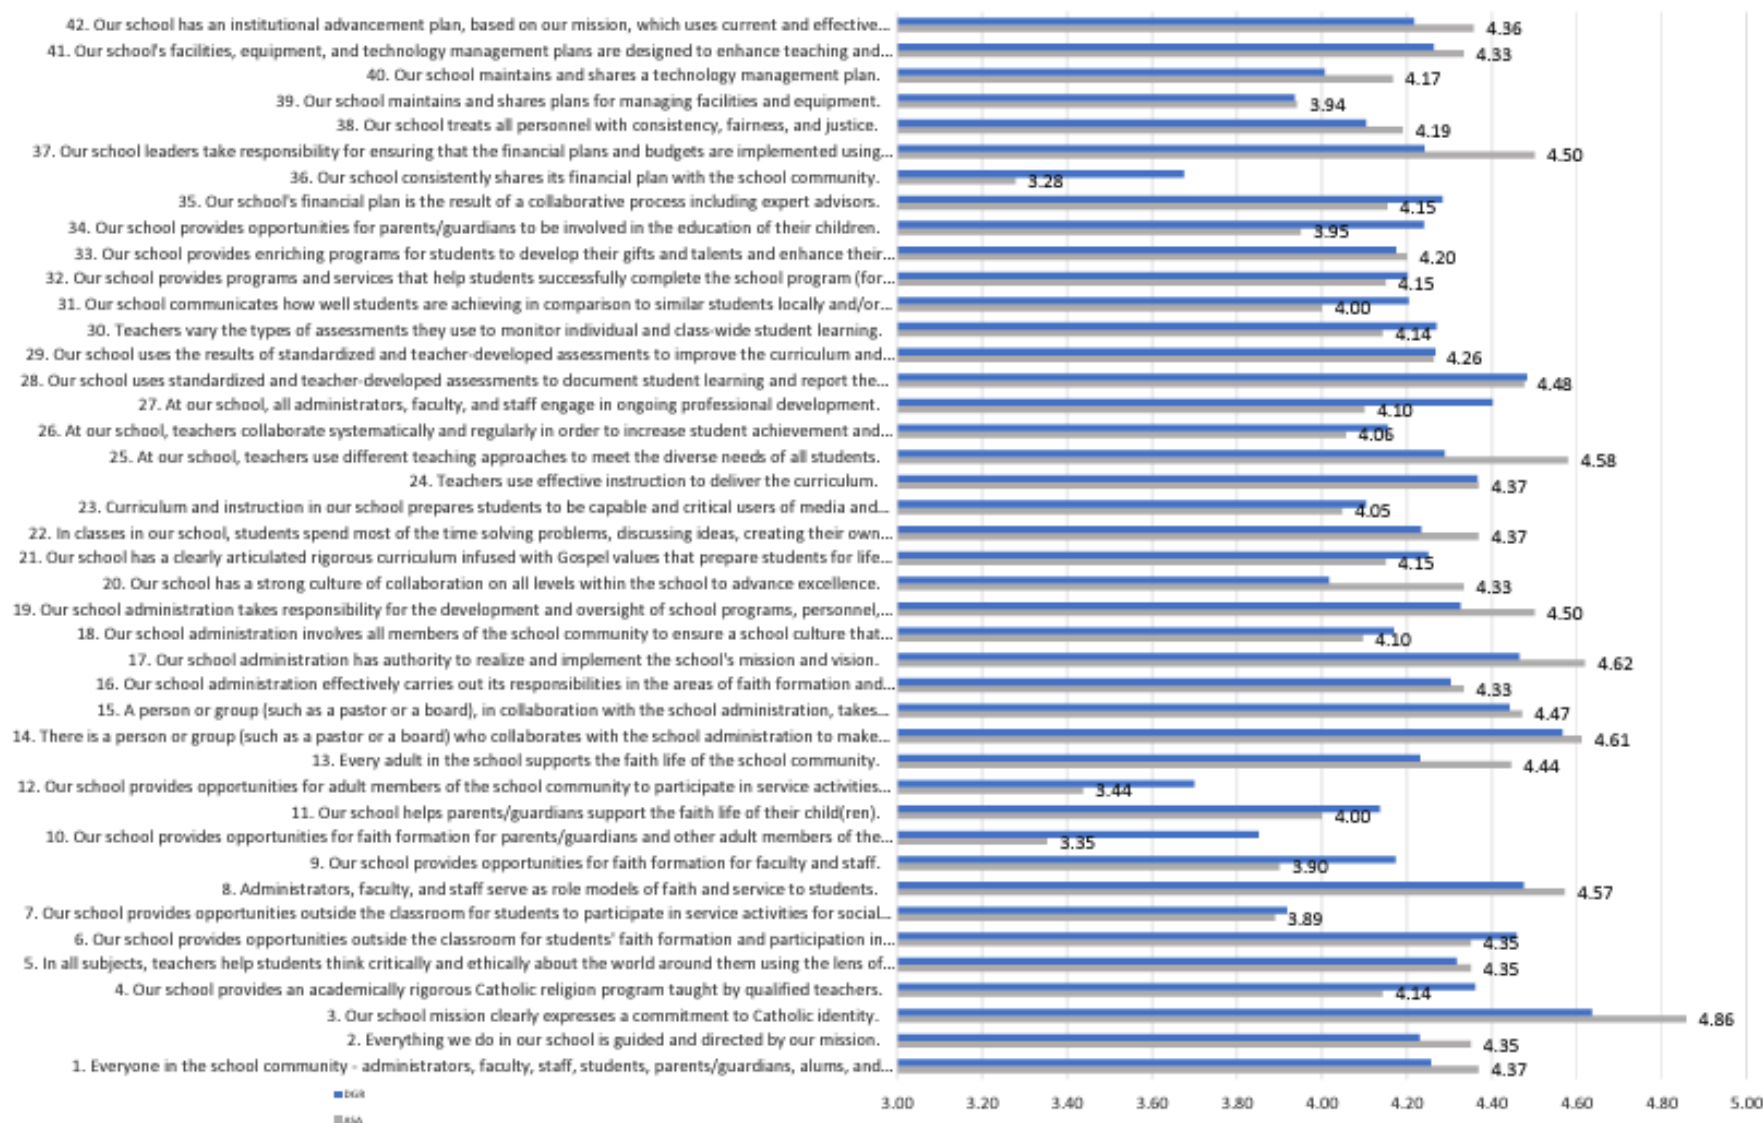 42. Our school has an institutional advancement plan, based on our mission, which uses current and effective... 4.36
41. Our school's facilities, equipment, and technology management plans are designed to enhance teaching and... 4.33
40. Our school maintains and shares a technology management plan. 4.17
39. Our school maintains and shares plans for managing facilities and equipment. 3.94
38. Our school treats all personnel with consistency, fairness, and justice. 4.19
37. Our school leaders take responsibility for ensuring that the financial plans and budgets are implemented using... 4.50
36. Our school consistently shares its financial plan with the school community. 3.28
35. Our school's financial plan is the result of a collaborative process including expert advisors. 4.15
34. Our school provides opportunities for parents/guardians to be involved in the education of their children. 3.95
33. Our school provides enriching programs for students to develop their gifts and talents and enhance their... 4.20
32. Our school provides programs and services that help students successfully complete the school program (for... 4.15
31. Our school communicates how well students are achieving in comparison to similar students locally and/or... 4.00
30. Teachers vary the types of assessments they use to monitor individual and class-wide student learning. 4.14
29. Our school uses the results of standardized and teacher-developed assessments to improve the curriculum and... 4.26
28. Our school uses standardized and teacher-developed assessments to document student learning and report the... 4.48
27. At our school, all administrators, faculty, and staff engage in ongoing professional development. 4.10
26. At our school, teachers collaborate systematically and regularly in order to increase student achievement and... 4.06
25. At our school, teachers use different teaching approaches to meet the diverse needs of all students. 4.58
24. Teachers use effective instruction to deliver the curriculum. 4.37
23. Curriculum and instruction in our school prepares students to be capable and critical users of media and... 4.05
22. In classes in our school, students spend most of the time solving problems, discussing ideas, creating their own... 4.37
21. Our school has a clearly articulated rigorous curriculum infused with Gospel values that prepare students for life... 4.15
20. Our school has a strong culture of collaboration on all levels within the school to advance excellence. 4.33
19. Our school administration takes responsibility for the development and oversight of school programs, personnel,... 4.50
18. Our school administration involves all members of the school community to ensure a school culture that... 4.10
17. Our school administration has authority to realize and implement the school's mission and vision. 4.62
16. Our school administration effectively carries out its responsibilities in the areas of faith formation and... 4.33
15. A person or group (such as a pastor or a board), in collaboration with the school administration, takes... 4.47
14. There is a person or group (such as a pastor or a board) who collaborates with the school administration to make... 4.61
13. Every adult in the school supports the faith life of the school community. 4.44
12. Our school provides opportunities for adult members of the school community to participate in service activities... 3.44
11. Our school helps parents/guardians support the faith life of their child(ren). 4.00
10. Our school provides opportunities for faith formation for parents/guardians and other adult members of the... 3.35
9. Our school provides opportunities for faith formation for faculty and staff. 3.90
8. Administrators, faculty, and staff serve as role models of faith and service to students. 4.57
7. Our school provides opportunities outside the classroom for students to participate in service activities for social... 3.89
6. Our school provides opportunities outside the classroom for students' faith formation and participation in... 4.35
5. In all subjects, teachers help students think critically and ethically about the world around them using the lens of... 4.35
4. Our school provides an academically rigorous Catholic religion program taught by qualified teachers. 4.14
3. Our school mission clearly expresses a commitment to Catholic identity. 4.86
2. Everything we do in our school is guided and directed by our mission. 4.35
1. Everyone in the school community - administrators, faculty, staff, students, parents/guardians, alums, and... 4.37
DGR
3.00 3.20 3.40 3.60 3.80 4.00 4.20 4.40 4.60 4.80 5.00